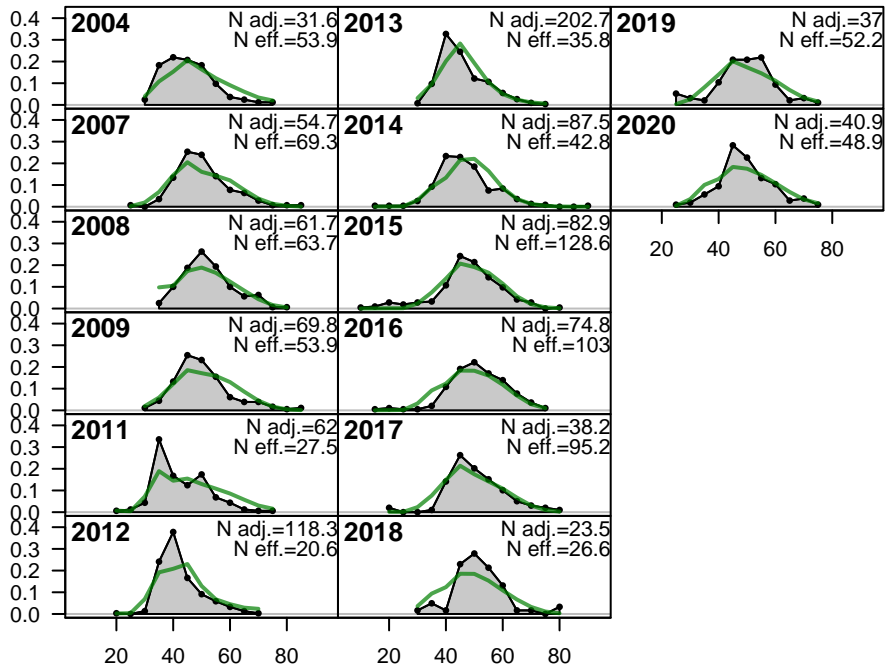 0.4
0.3
0.2
0.1
0.0
2004
N adj.=31.6
N eff.=53.9
2013
N adj.=202.7
N eff.=35.8
2019
N adj.=37
N eff.=52.2
0.4
0.3
0.2
0.1
0.0
2007
N adj.=54.7
N eff.=69.3
2014
N adj.=87.5
N eff.=42.8
2020
N adj.=40.9
N eff.=48.9
0.4
0.3
0.2
0.1
0.0
2008
N adj.=61.7
N eff.=63.7
2015
N adj.=82.9
N eff.=128.6
20 40 60 80
0.4
0.3
0.2
0.1
0.0
2009
N adj.=69.8
N eff.=53.9
2016
N adj.=74.8
N eff.=103
0.4
0.3
0.2
0.1
0.0
2011
N adj.=62
N eff.=27.5
2017
N adj.=38.2
N eff.=95.2
0.4
0.3
0.2
0.1
0.0
2012
N adj.=118.3
N eff.=20.6
2018
N adj.=23.5
N eff.=26.6
20 40 60 80
20 40 60 80